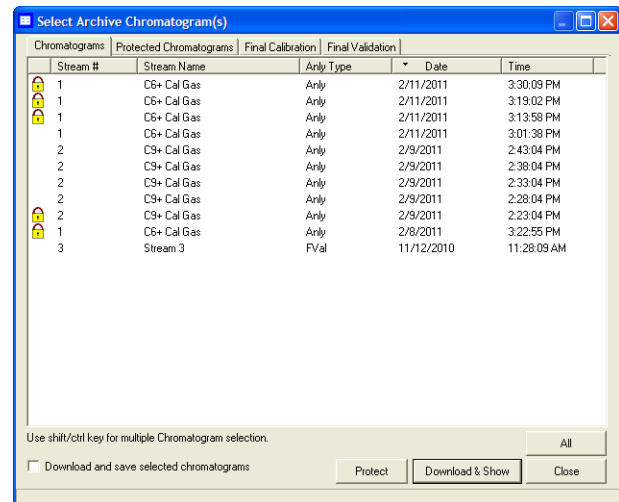 Select Archive Chromatogram(s)
Chromatograms Protected Chromatograms Final Calibration Final Validation
Stream # Stream Name Anly Type Date Time
1 C6+ Cal Gas Anly 2/11/2011 3:30:09 PM
1 C6+ Cal Gas Anly 2/11/2011 3:19:02 PM
1 C6+ Cal Gas Anly 2/11/2011 3:13:58 PM
1 C6+ Cal Gas Anly 2/11/2011 3:01:38 PM
2 C9+ Cal Gas Anly 2/9/2011 2:43:04 PM
2 C9+ Cal Gas Anly 2/9/2011 2:38:04 PM
2 C9+ Cal Gas Anly 2/9/2011 2:33:04 PM
2 C9+ Cal Gas Anly 2/9/2011 2:28:04 PM
2 C9+ Cal Gas Anly 2/9/2011 2:23:04 PM
1 C6+ Cal Gas Anly 2/8/2011 3:22:55 PM
3 Stream 3 FVal 11/12/2010 11:28:09 AM
Use shift/ctrl key for multiple Chromatogram selection.
All
Download and save selected chromatograms
Protect Download & Show Close